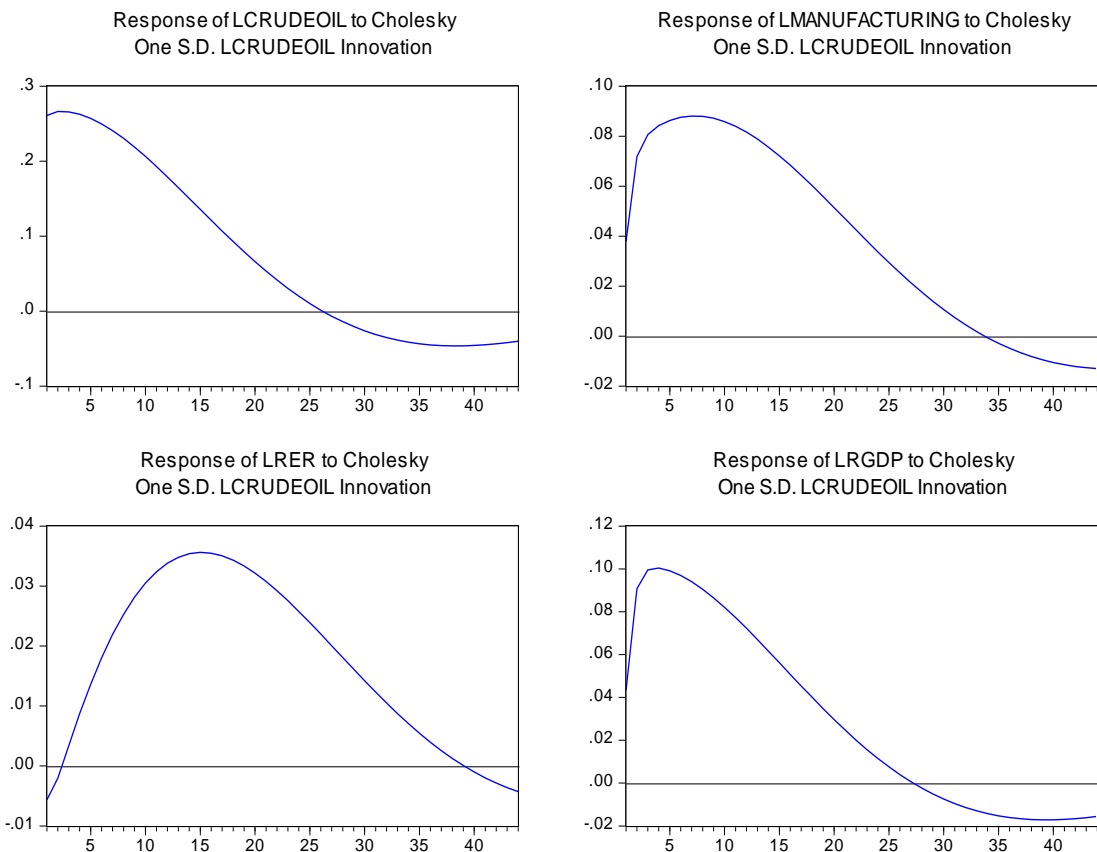 Response of LCRUDEOIL to Cholesky
One S.D. LCRUDEOIL Innovation
.3
.2
.1
.0
-.1
5 10 15 20 25 30 35 40
Response of LMANUFACTURING to Cholesky
One S.D. LCRUDEOIL Innovation
.10
.08
.06
.04
.02
.00
-.02
5 10 15 20 25 30 35 40
Response of LRER to Cholesky
One S.D. LCRUDEOIL Innovation
.04
.03
.02
.01
.00
-.01
5 10 15 20 25 30 35 40
Response of LRGDP to Cholesky
One S.D. LCRUDEOIL Innovation
.12
.10
.08
.06
.04
.02
.00
-.02
5 10 15 20 25 30 35 40